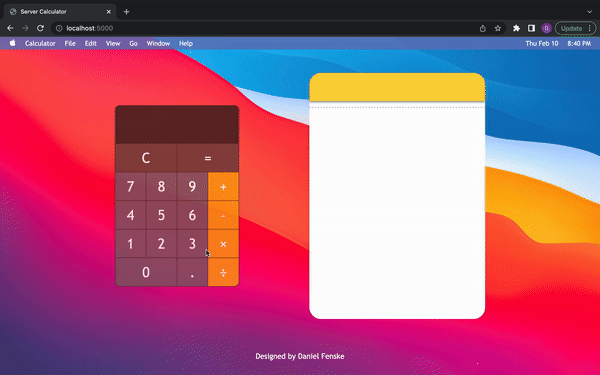 Server Calculator
localhost:5000
Update
Calculator File Edit View Go Window Help Thu Feb 10 8:40 PM
C =
7 8 9 +
4 5 6 -
1 2 3 ×
0 . ÷
Designed by Daniel Fenske